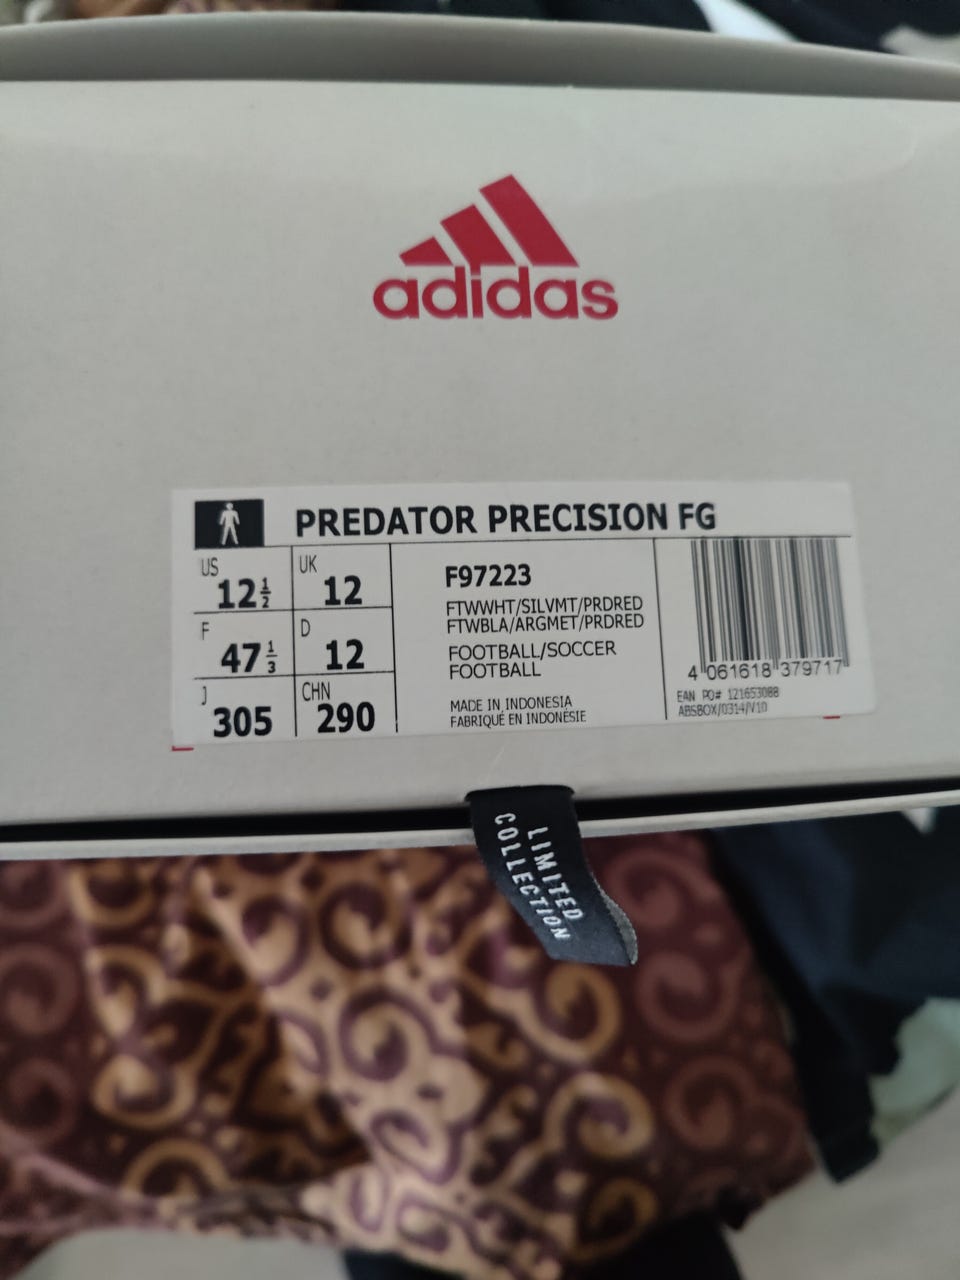 adidas
PREDATOR PRECISION FG
US
12 1/2
UK
12
F
47 1/3
D
12
J
305
CHN
290
F97223
FTWWHT/SILVMT/PRDRED
FTWBLA/ARGMET/PRDRED
FOOTBALL/SOCCER
FOOTBALL
MADE IN INDONESIA
FABRIQUÉ EN INDONÉSIE
4 061618 379717
EAN PO# 121653088
ABSBOX/0314/V10
LIMITED
COLLECTION